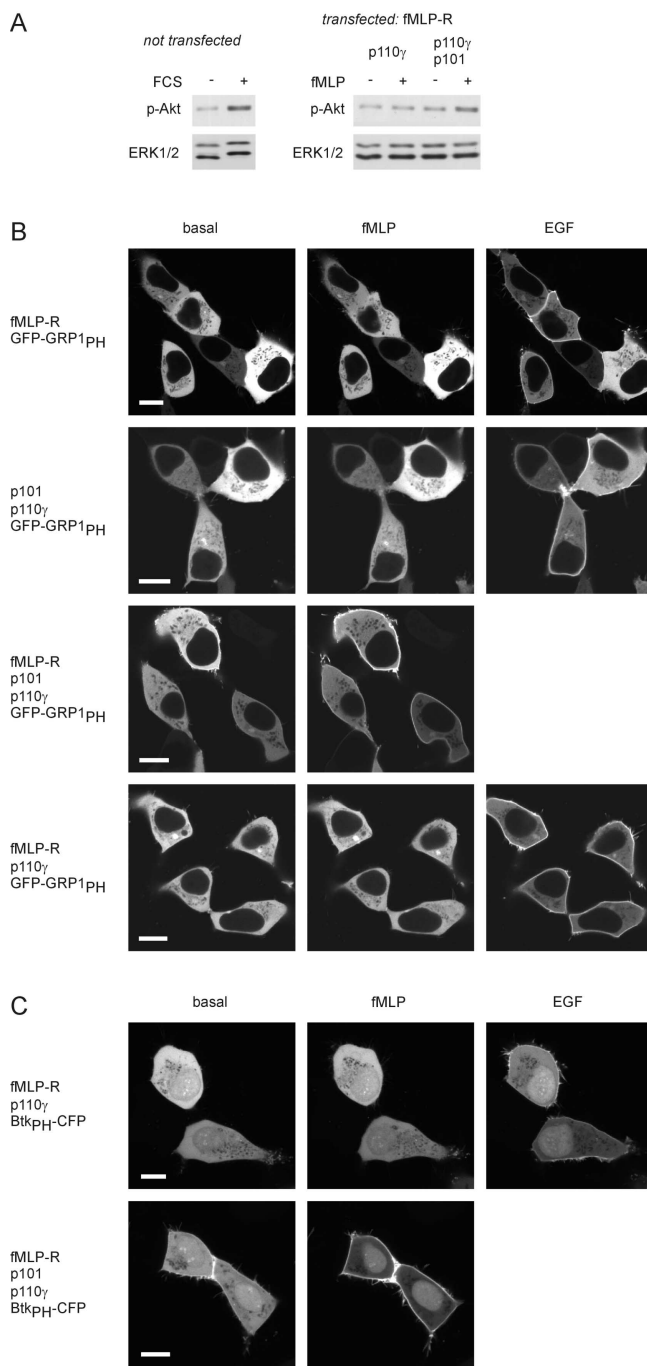 A
transfected: fMLP-R
not transfected
p110γ
p110γ
p101
FCS - +
fMLP - + - +
p-Akt
p-Akt
ERK1/2
ERK1/2
B
basal fMLP EGF
fMLP-R
GFP-GRP1PH
p101
p110γ
GFP-GRP1PH
fMLP-R
p101
p110γ
GFP-GRP1PH
fMLP-R
p110γ
GFP-GRP1PH
C
basal fMLP EGF
fMLP-R
p110γ
BtkPH-CFP
fMLP-R
p101
p110γ
BtkPH-CFP